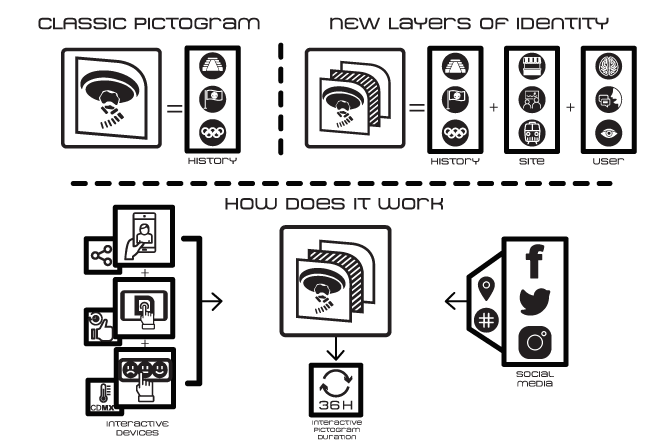 CLASSIC PICTOGRAM
NEW LAYERS OF IDENTITY
=
=
+
+
HISTORY
HISTORY
SITE
USER
HOW DOES IT WORK
+
+
#
36H
CDMX
INTERACTIVE
DEVICES
INTERACTIVE
PICTOGRAM
DURATION
SOCIAL
MEDIA